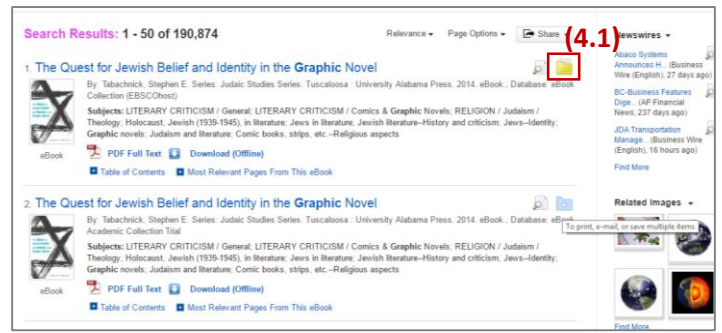 Search Results: 1 - 50 of 190,874
Relevance Page Options Share
(4.1)
1. The Quest for Jewish Belief and Identity in the Graphic Novel
By: Tabachnick, Stephen E. Series: Judaic Studies Series. Tuscaloosa : University Alabama Press. 2014. eBook., Database: eBook
Collection (EBSCOhost)
Subjects: LITERARY CRITICISM / General; LITERARY CRITICISM / Comics & Graphic Novels; RELIGION / Judaism /
Theology; Holocaust, Jewish (1939-1945), in literature; Jews in literature; Jewish literature--History and criticism; Jews--Identity;
Graphic novels; Judaism and literature; Comic books, strips, etc.--Religious aspects
eBook
PDF Full Text Download (Offline)
Table of Contents Most Relevant Pages From This eBook
2. The Quest for Jewish Belief and Identity in the Graphic Novel
By: Tabachnick, Stephen E. Series: Judaic Studies Series. Tuscaloosa : University Alabama Press. 2014. eBook., Database: eBook
Academic Collection Trial
To print, e-mail, or save multiple items
Subjects: LITERARY CRITICISM / General; LITERARY CRITICISM / Comics & Graphic Novels; RELIGION / Judaism /
Theology; Holocaust, Jewish (1939-1945), in literature; Jews in literature; Jewish literature--History and criticism; Jews--Identity;
Graphic novels; Judaism and literature; Comic books, strips, etc.--Religious aspects
eBook
PDF Full Text Download (Offline)
Table of Contents Most Relevant Pages From This eBook
Newswires
Abaco Systems
Announces H... (Business
Wire (English), 27 days ago)
BC-Business Features
Dige... (AP Financial
News, 237 days ago)
JDA Transportation
Manage... (Business Wire
(English), 16 hours ago)
Find More
Related Images
Find More